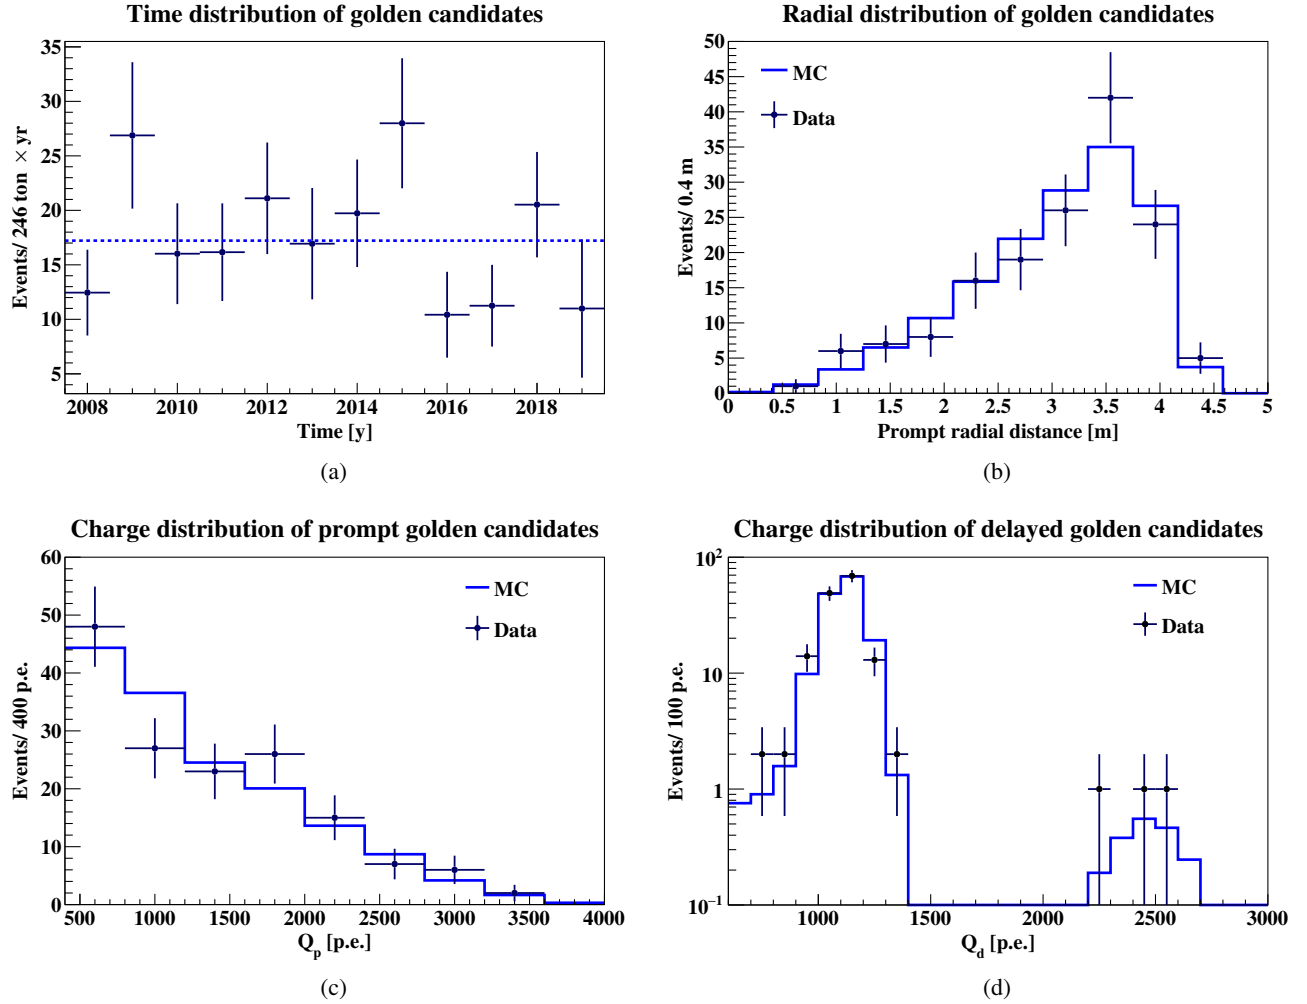 Time distribution of golden candidates
35
30
25
20
15
10
5
Events/ 246 ton × yr
2008 2010 2012 2014 2016 2018
Time [y]
(a)
Radial distribution of golden candidates
50
45
40
35
30
25
20
15
10
5
0
Events/ 0.4 m
MC
Data
0 0.5 1 1.5 2 2.5 3 3.5 4 4.5 5
Prompt radial distance [m]
(b)
Charge distribution of prompt golden candidates
60
50
40
30
20
10
0
Events/ 400 p.e.
MC
Data
500 1000 1500 2000 2500 3000 3500 4000
Qp [p.e.]
(c)
Charge distribution of delayed golden candidates
10²
10
1
10⁻¹
Events/ 100 p.e.
MC
Data
1000 1500 2000 2500 3000
Qd [p.e.]
(d)